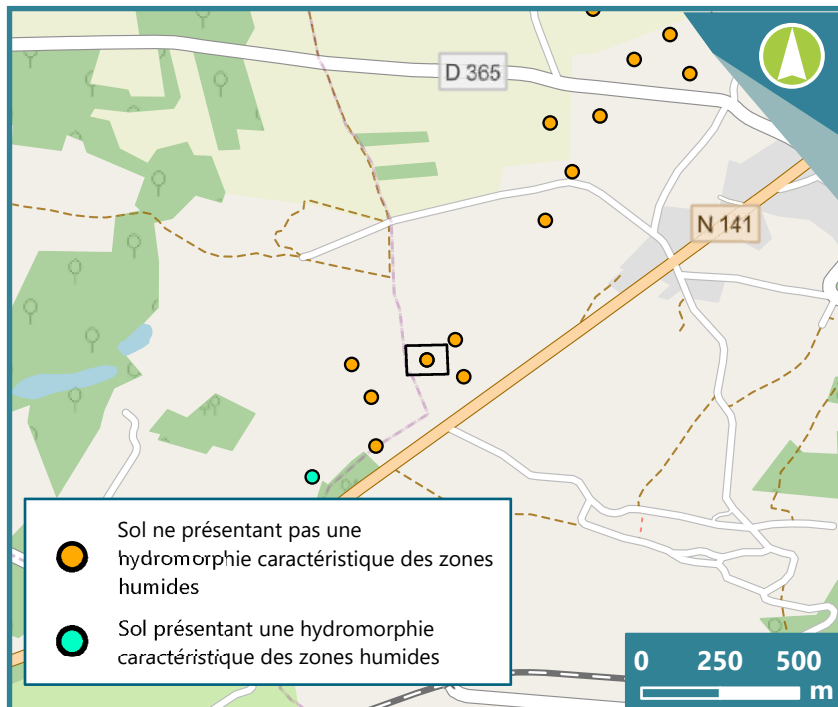 D 365
N 141
Sol ne présentant pas une
hydromorphie caractéristique des zones
humides
Sol présentant une hydromorphie
caractéristique des zones humides
0 250 500
m